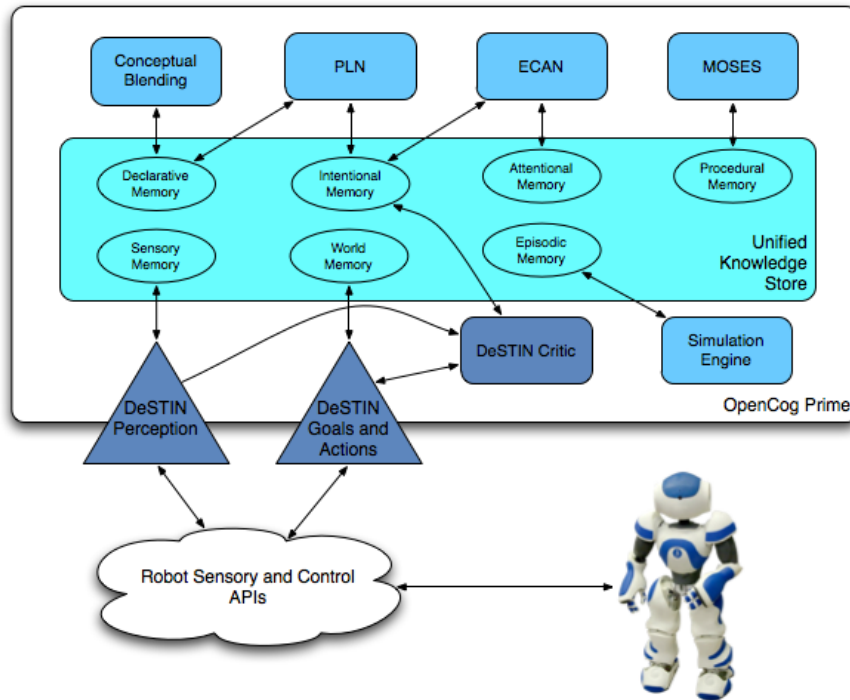 Conceptual
Blending
PLN
ECAN
MOSES
Declarative
Memory
Intentional
Memory
Attentional
Memory
Procedural
Memory
Sensory
Memory
World
Memory
Episodic
Memory
Unified
Knowledge
Store
DeSTIN Critic
Simulation
Engine
DeSTIN
Perception
DeSTIN
Goals and
Actions
OpenCog Prime
Robot Sensory and Control
APIs